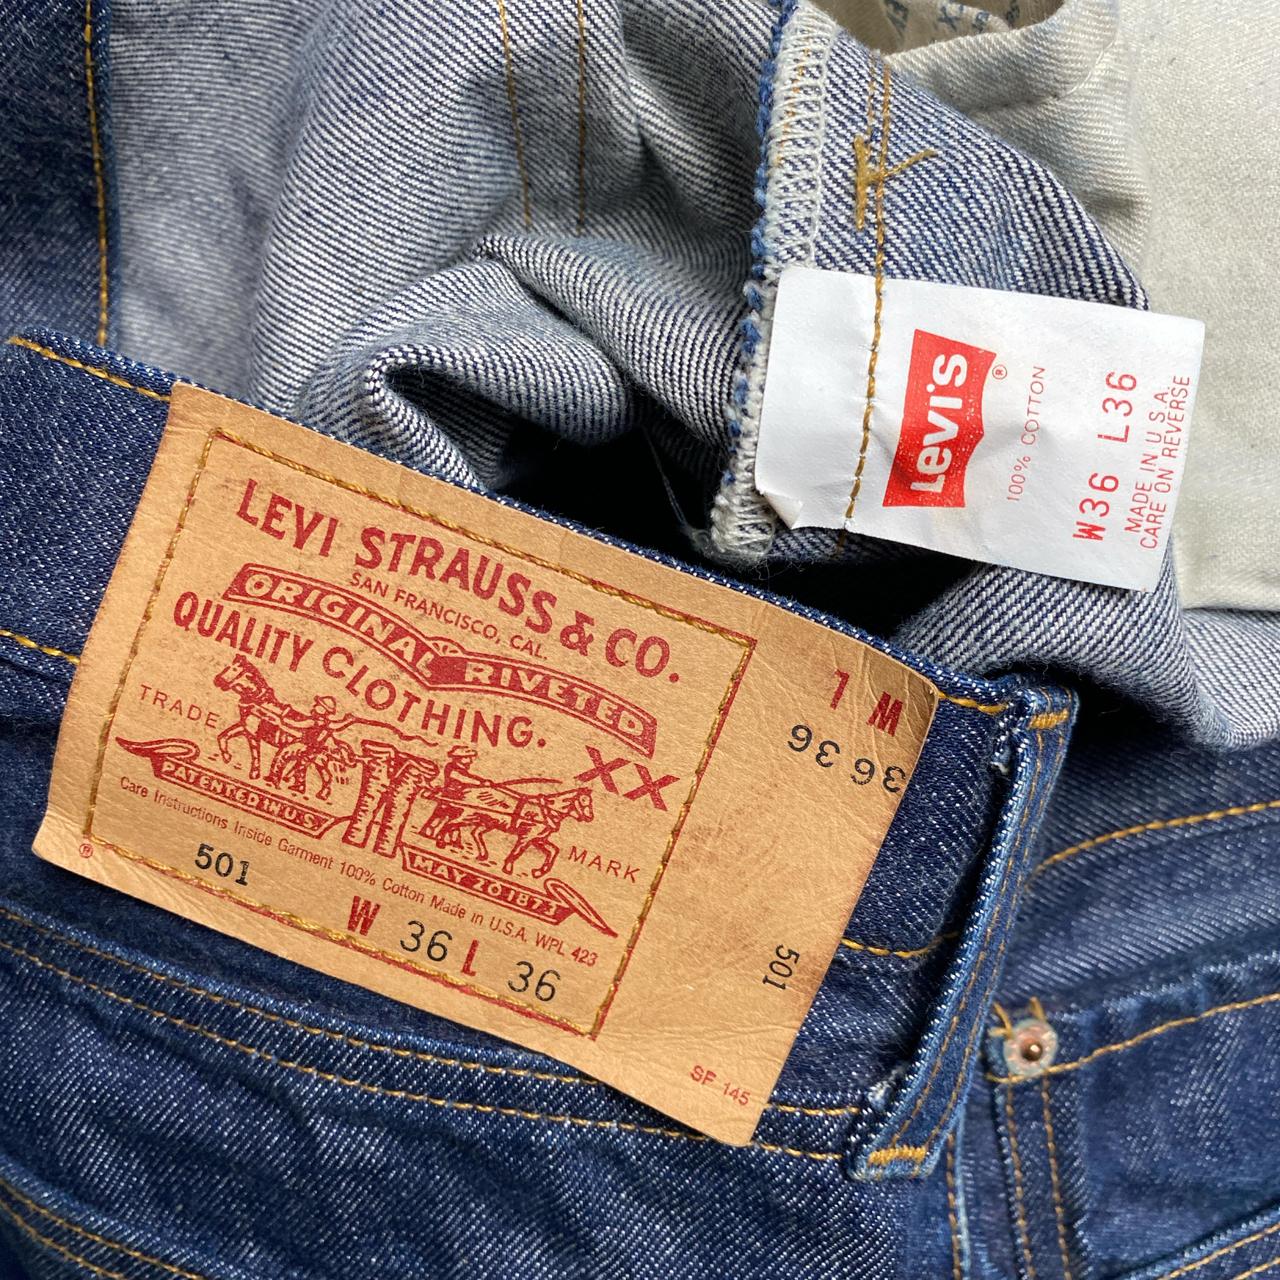 LEVI STRAUSS & CO.
SAN FRANCISCO, CAL.
ORIGINAL RIVETED
QUALITY CLOTHING.
TRADE MARK
XX
PATENTED IN U.S.
MAY 20 1873
Care Instructions Inside Garment 100% Cotton Made in U.S.A. WPL 423
®
501
W 36 L 36
W L
36 36
501
SF 145
Levi's ®
100% COTTON
W36 L36
MADE IN U.S.A.
CARE ON REVERSE